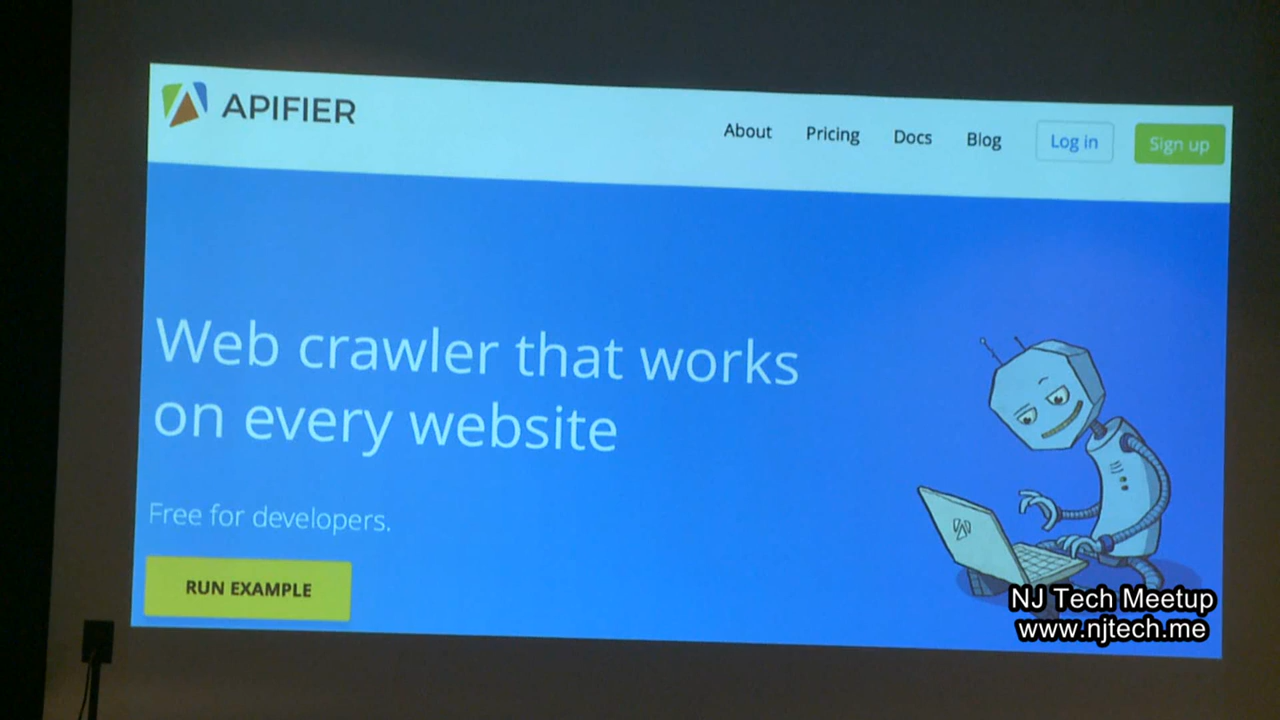 APIFIER
About Pricing Docs Blog Log in Sign up
Web crawler that works
on every website
Free for developers.
RUN EXAMPLE
NJ Tech Meetup
www.njtech.me